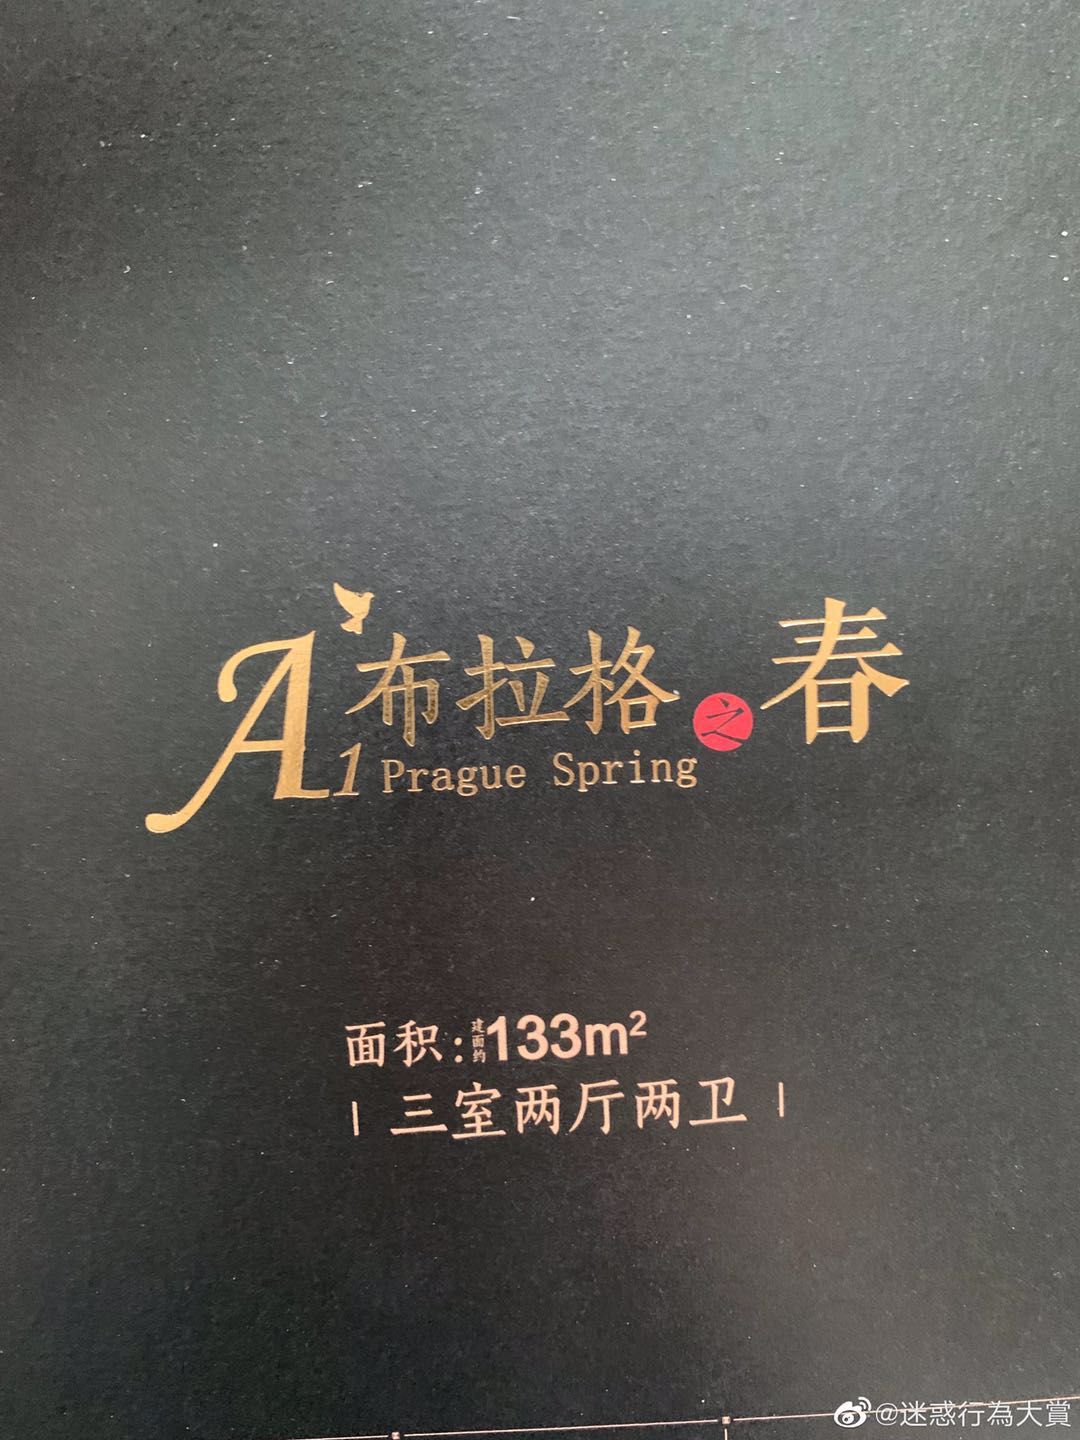 A1 布拉格之春
Prague Spring
面积:建面约133m²
三室两厅两卫
@迷惑行為大賞